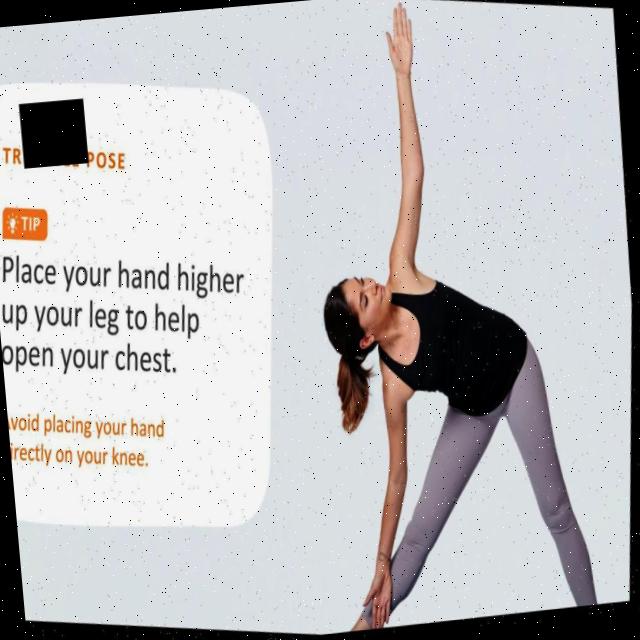 POSE
TIP
Place your hand higher
up your leg to help
open your chest.
void placing your hand
rectly on your knee.